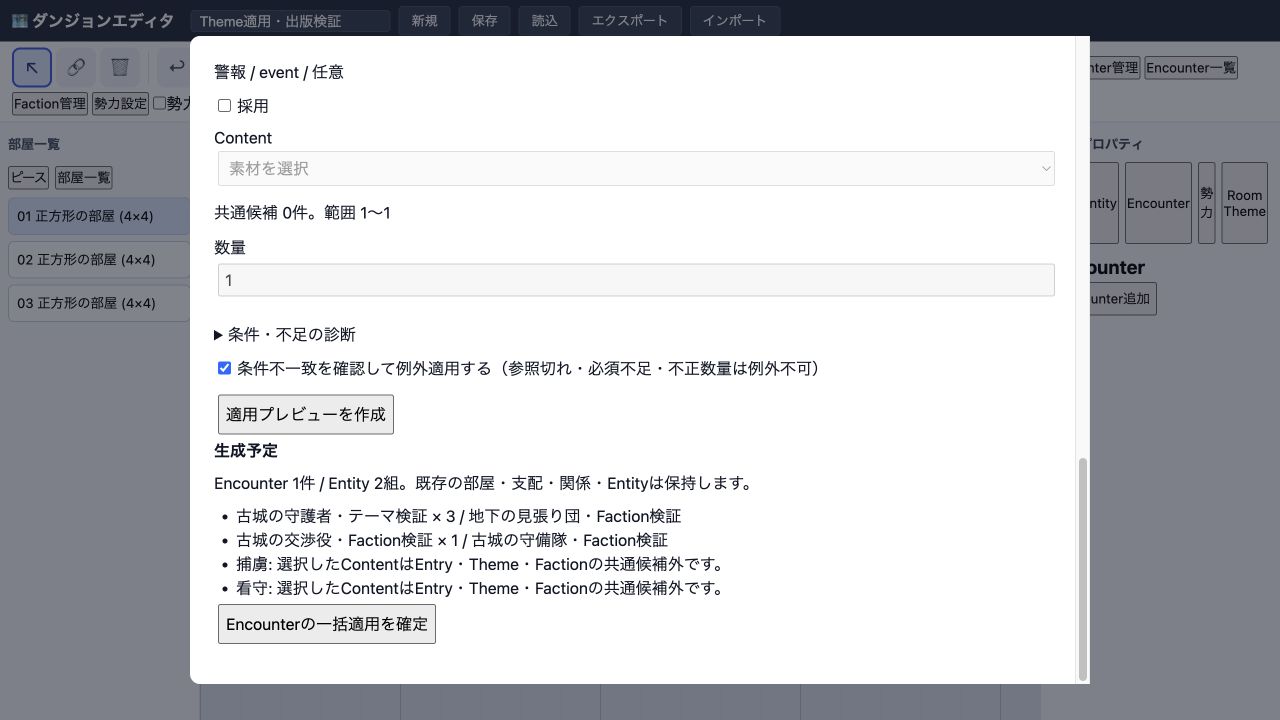 ダンジョンエディタ
Theme適用・出版検証
新規
保存
読込
エクスポート
インポート
Faction管理
勢力設定
nter管理
Encounter一覧
部屋一覧
ピース
部屋一覧
01 正方形の部屋 (4×4)
02 正方形の部屋 (4×4)
03 正方形の部屋 (4×4)
警報 / event / 任意
採用
Content
素材を選択
共通候補 0件。範囲 1〜1
数量
1
▶ 条件・不足の診断
条件不一致を確認して例外適用する（参照切れ・必須不足・不正数量は例外不可）
適用プレビューを作成
生成予定
Encounter 1件 / Entity 2組。既存の部屋・支配・関係・Entityは保持します。
• 古城の守護者・テーマ検証 × 3 / 地下の見張り団・Faction検証
• 古城の交渉役・Faction検証 × 1 / 古城の守備隊・Faction検証
• 捕虜: 選択したContentはEntry・Theme・Factionの共通候補外です。
• 看守: 選択したContentはEntry・Theme・Factionの共通候補外です。
Encounterの一括適用を確定
ロパティ
ntity
Encounter
勢力
Room Theme
ounter
unter追加